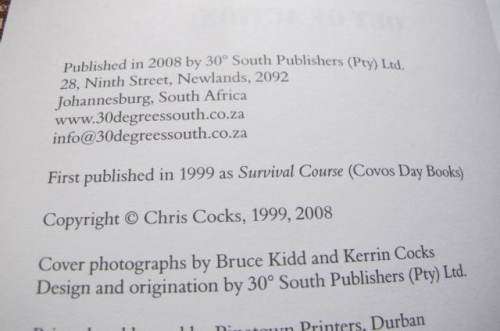 Published in 2008 by 30° South Publishers (Pty) Ltd.
28, Ninth Street, Newlands, 2092
Johannesburg, South Africa
www.30degreessouth.co.za
info@30degreessouth.co.za
First published in 1999 as Survival Course (Covos Day Books)
Copyright © Chris Cocks, 1999, 2008
Cover photographs by Bruce Kidd and Kerrin Cocks
Design and origination by 30° South Publishers (Pty) Ltd.
Printers, Durban